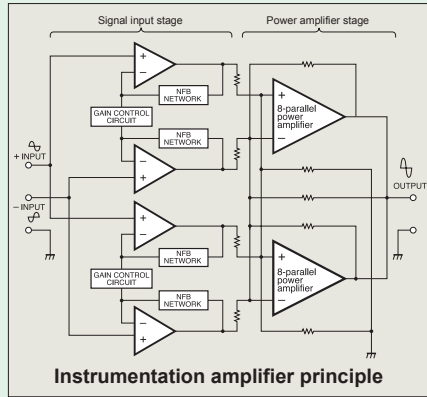 Signal input stage
Power amplifier stage
+
−
NFB
NETWORK
GAIN CONTROL
CIRCUIT
NFB
NETWORK
−
+
+
8-parallel
power
amplifier
−
+ INPUT
− INPUT
OUTPUT
+
−
NFB
NETWORK
GAIN CONTROL
CIRCUIT
NFB
NETWORK
−
+
+
8-parallel
power
amplifier
−
Instrumentation amplifier principle